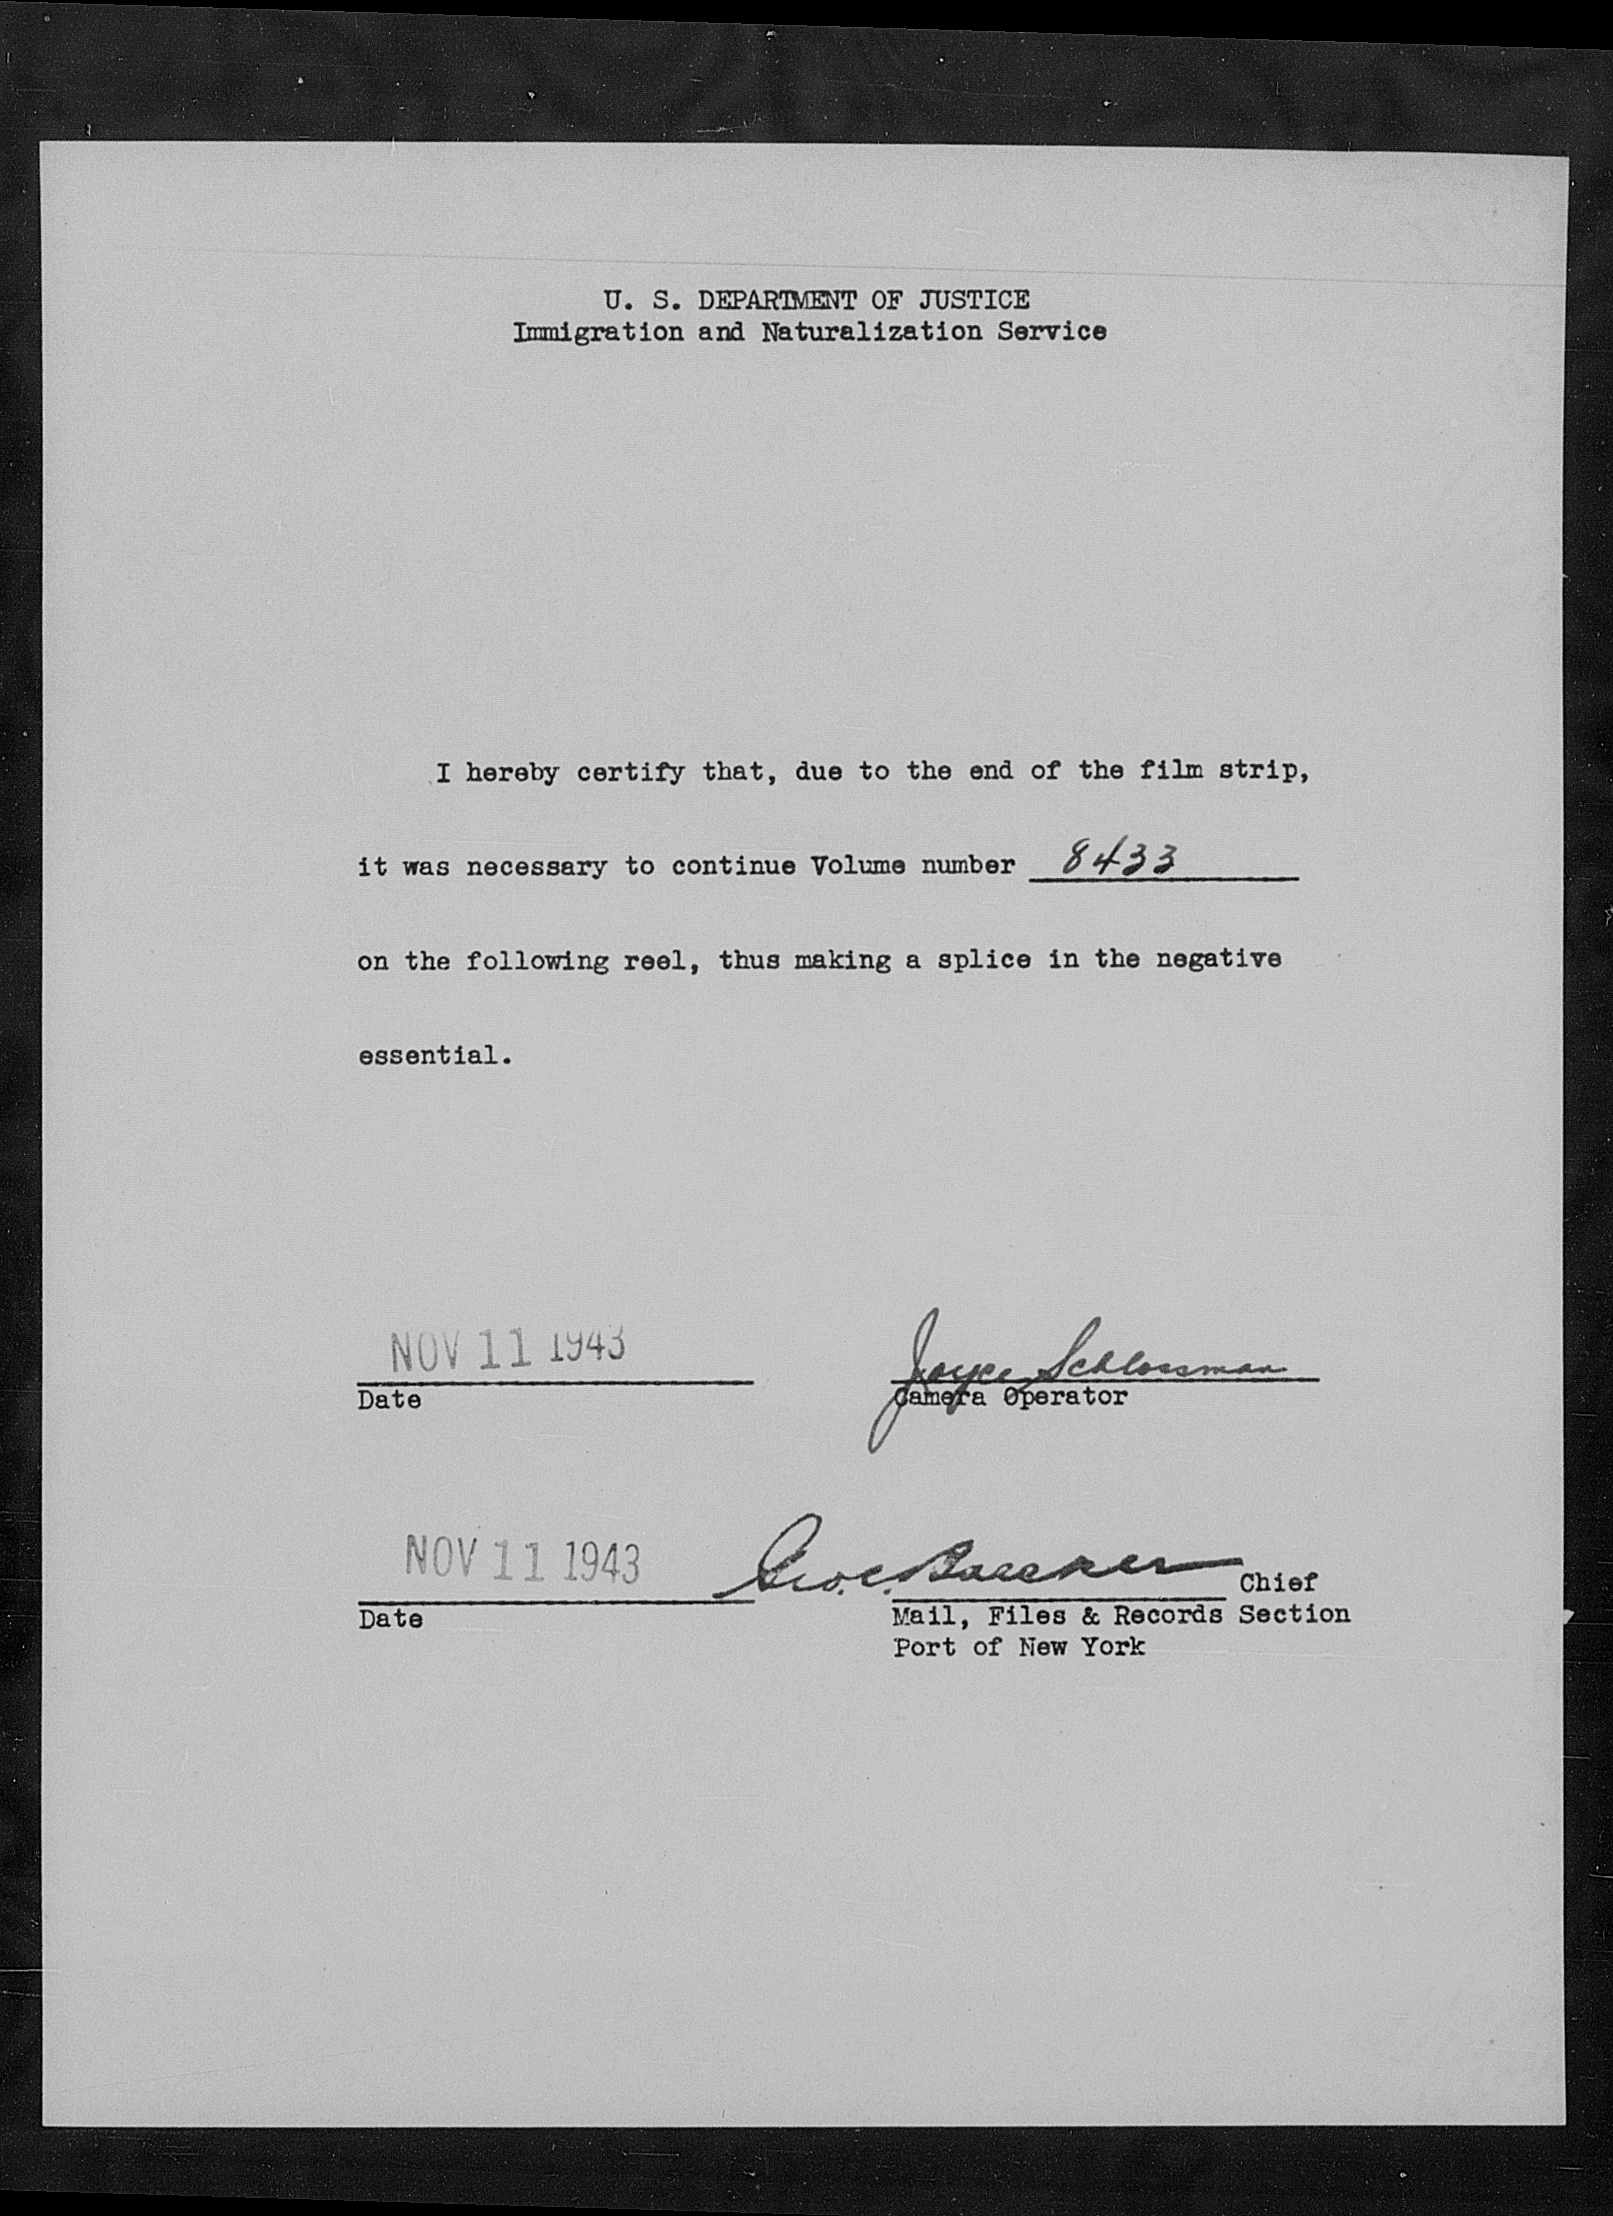 U. S. DEPARTMENT OF JUSTICE
Immigration and Naturalization Service
I hereby certify that, due to the end of the film strip,
it was necessary to continue Volume number 8433
on the following reel, thus making a splice in the negative
essential.
NOV 11 1943
Joyce Schlossman
Date
Camera Operator
NOV 11 1943
Geo. C.
Chief
Date
Mail, Files & Records Section
Port of New York